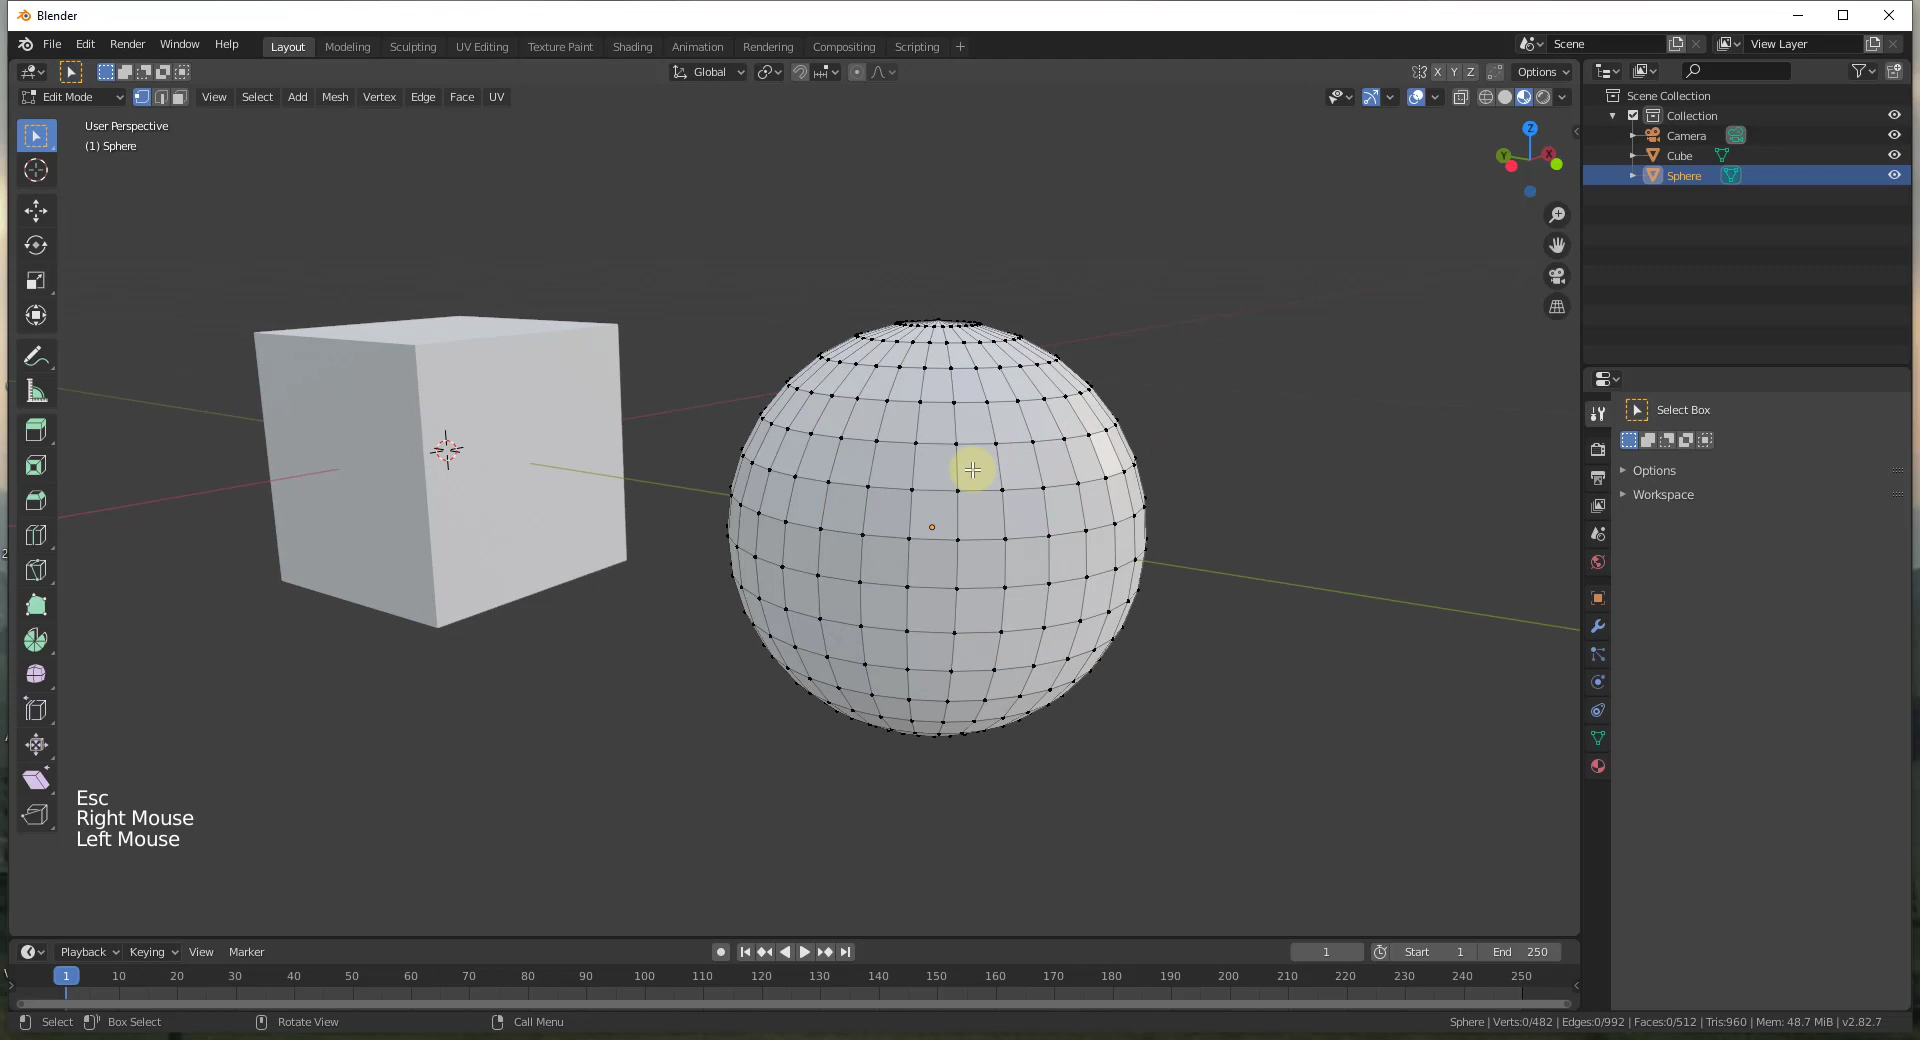 Blender
File Edit Render Window Help Layout Modeling Sculpting UV Editing Texture Paint Shading Animation Rendering Compositing Scripting + Scene View Layer
Global X Y Z Options
Edit Mode View Select Add Mesh Vertex Edge Face UV
User Perspective
(1) Sphere
Z
Y X
Scene Collection
Collection
Camera
Cube
Sphere
Select Box
Options
Workspace
Esc
Right Mouse
Left Mouse
Playback Keying View Marker 1 Start 1 End 250
1 10 20 30 40 50 60 70 80 90 100 110 120 130 140 150 160 170 180 190 200 210 220 230 240 250
Select Box Select Rotate View Call Menu Sphere | Verts:0/482 | Edges:0/992 | Faces:0/512 | Tris:960 | Mem: 48.7 MiB | v2.82.7